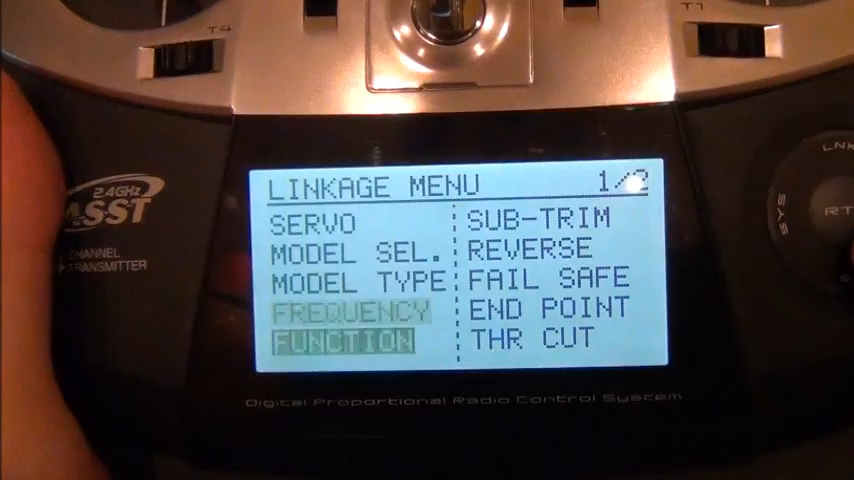 T4
T1
2.4GHz
FASST
CHANNEL
TRANSMITTER
LINKAGE MENU 1/2
SERVO
MODEL SEL.
MODEL TYPE
FREQUENCY
FUNCTION
SUB-TRIM
REVERSE
FAIL SAFE
END POINT
THR CUT
LNK
SYS
RTN
Digital Proportional Radio Control System